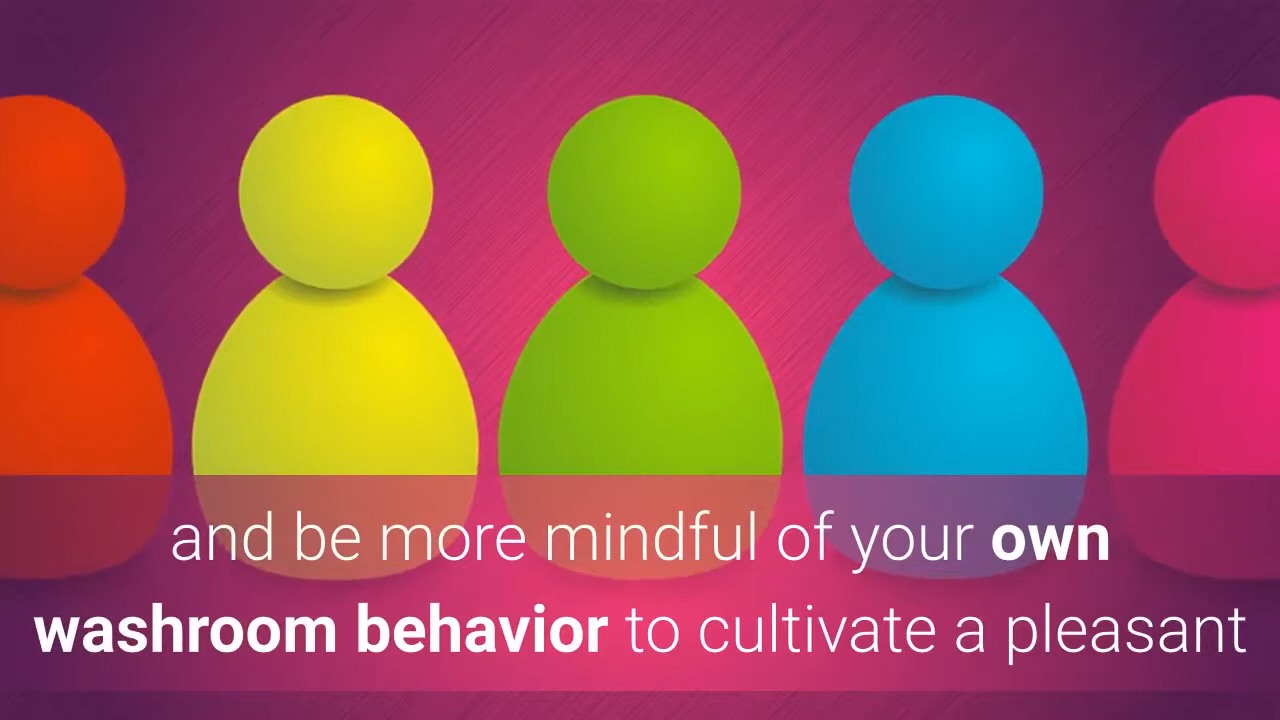 and be more mindful of your own
washroom behavior to cultivate a pleasant